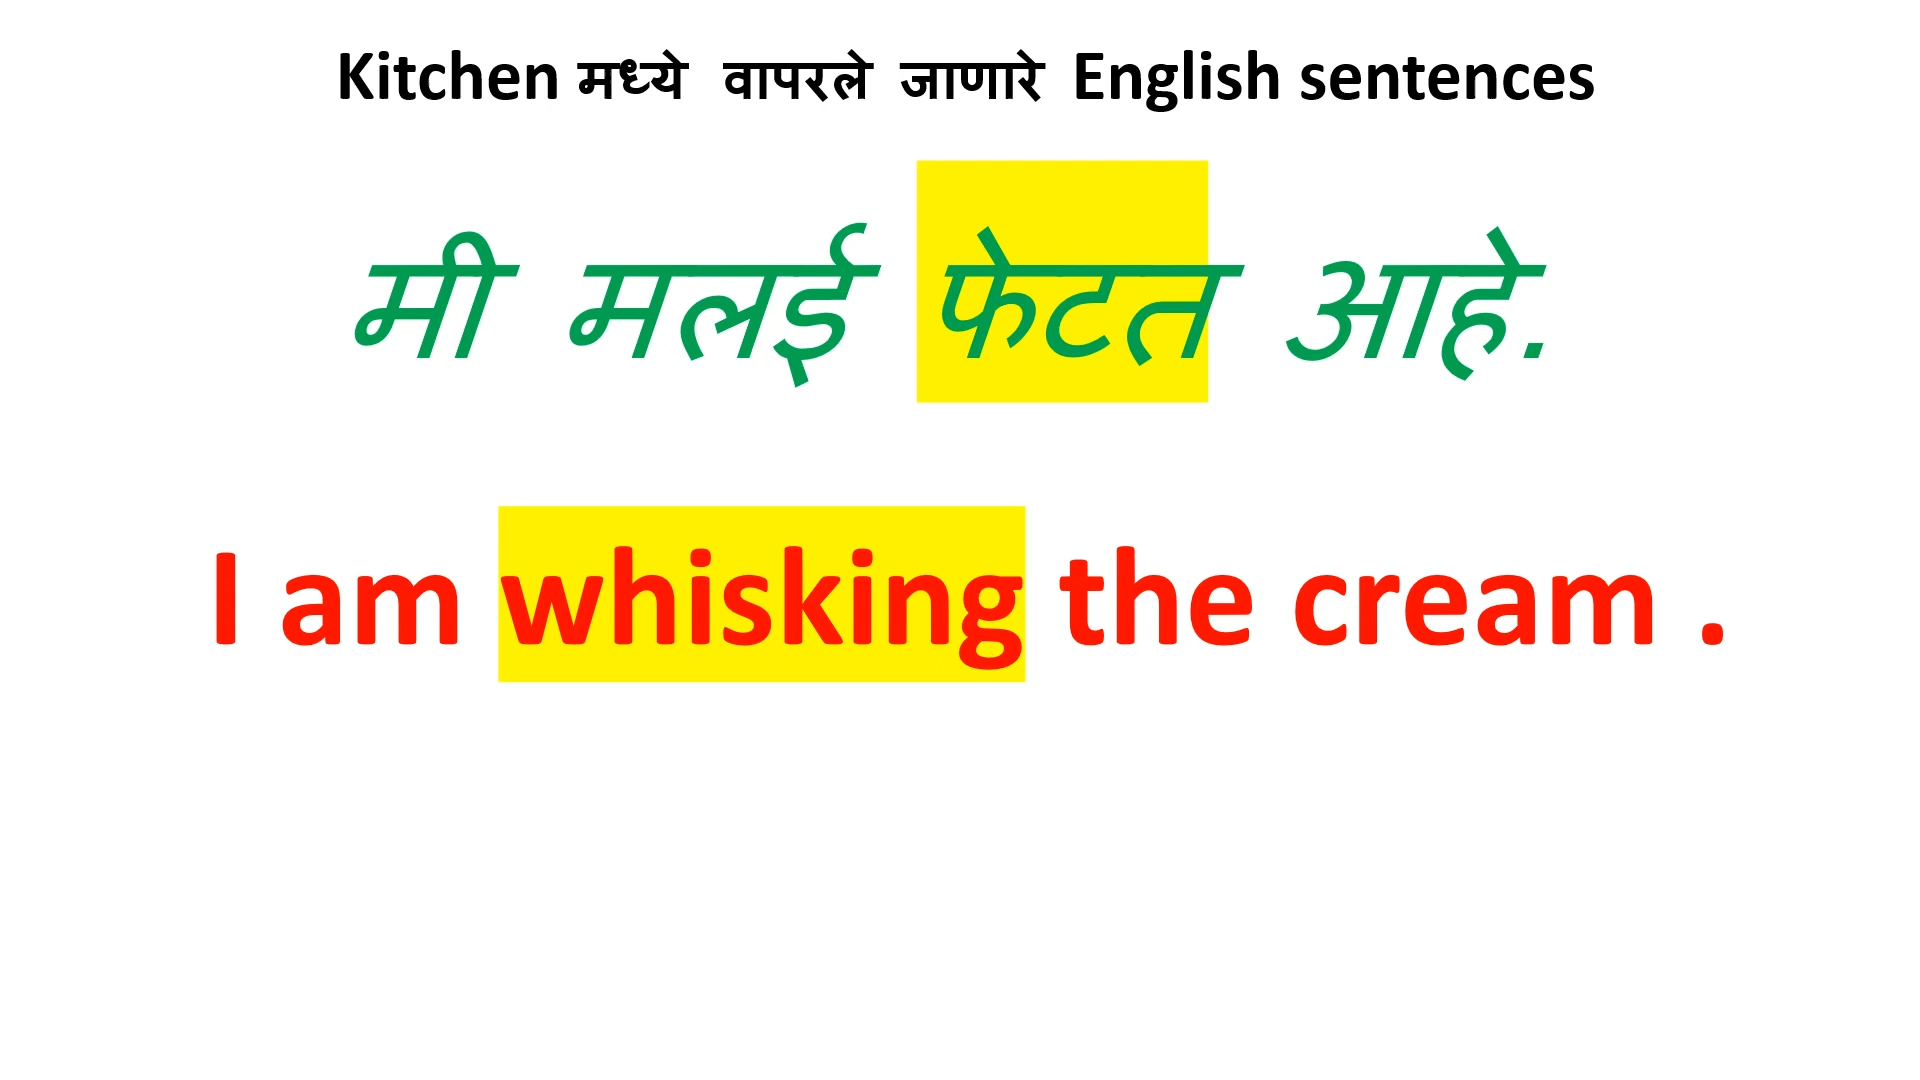 Kitchen मध्ये वापरले जाणारे English sentences
मी मलई फेटत आहे.
I am whisking the cream .